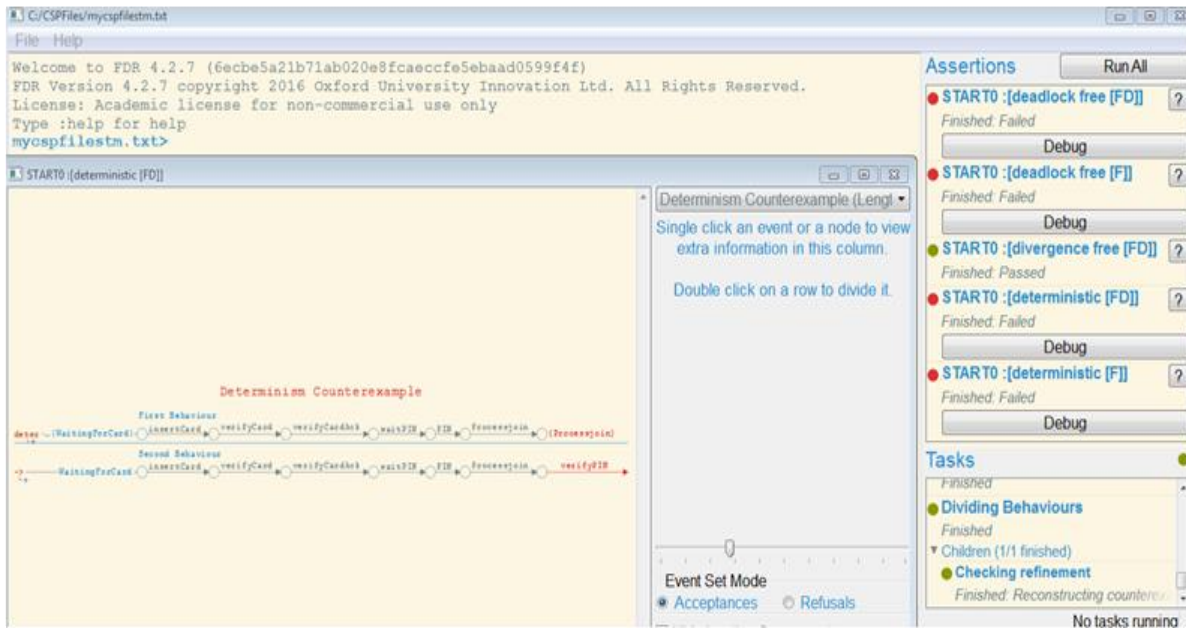 C:/CSPFiles/mycspfilestm.txt
File Help
Welcome to FDR 4.2.7 (6ecbe5a21b71ab020e8fcaeccfe5ebaad0599f4f)
FDR Version 4.2.7 copyright 2016 Oxford University Innovation Ltd. All Rights Reserved.
License: Academic license for non-commercial use only
Type :help for help
mycspfilestm.txt>
START0 :[deterministic [FD]]
Determinism Counterexample
First Behaviour
(WaitingForCard) insertCard verifyCard verifyCardAck waitPIN PIN Processjoin (Processjoin)
Second Behaviour
WaitingForCard insertCard verifyCard verifyCardAck waitPIN PIN Processjoin verifyPIN
Determinism Counterexample (Lengt
Single click an event or a node to view
extra information in this column.
Double click on a row to divide it.
Event Set Mode
Acceptances Refusals
Assertions Run All
START0 :[deadlock free [FD]] ?
Finished: Failed
Debug
START0 :[deadlock free [F]] ?
Finished: Failed
Debug
START0 :[divergence free [FD]] ?
Finished: Passed
START0 :[deterministic [FD]] ?
Finished: Failed
Debug
START0 :[deterministic [F]] ?
Finished: Failed
Debug
Tasks
Finished
Dividing Behaviours
Finished
Children (1/1 finished)
Checking refinement
Finished: Reconstructing countere
No tasks running